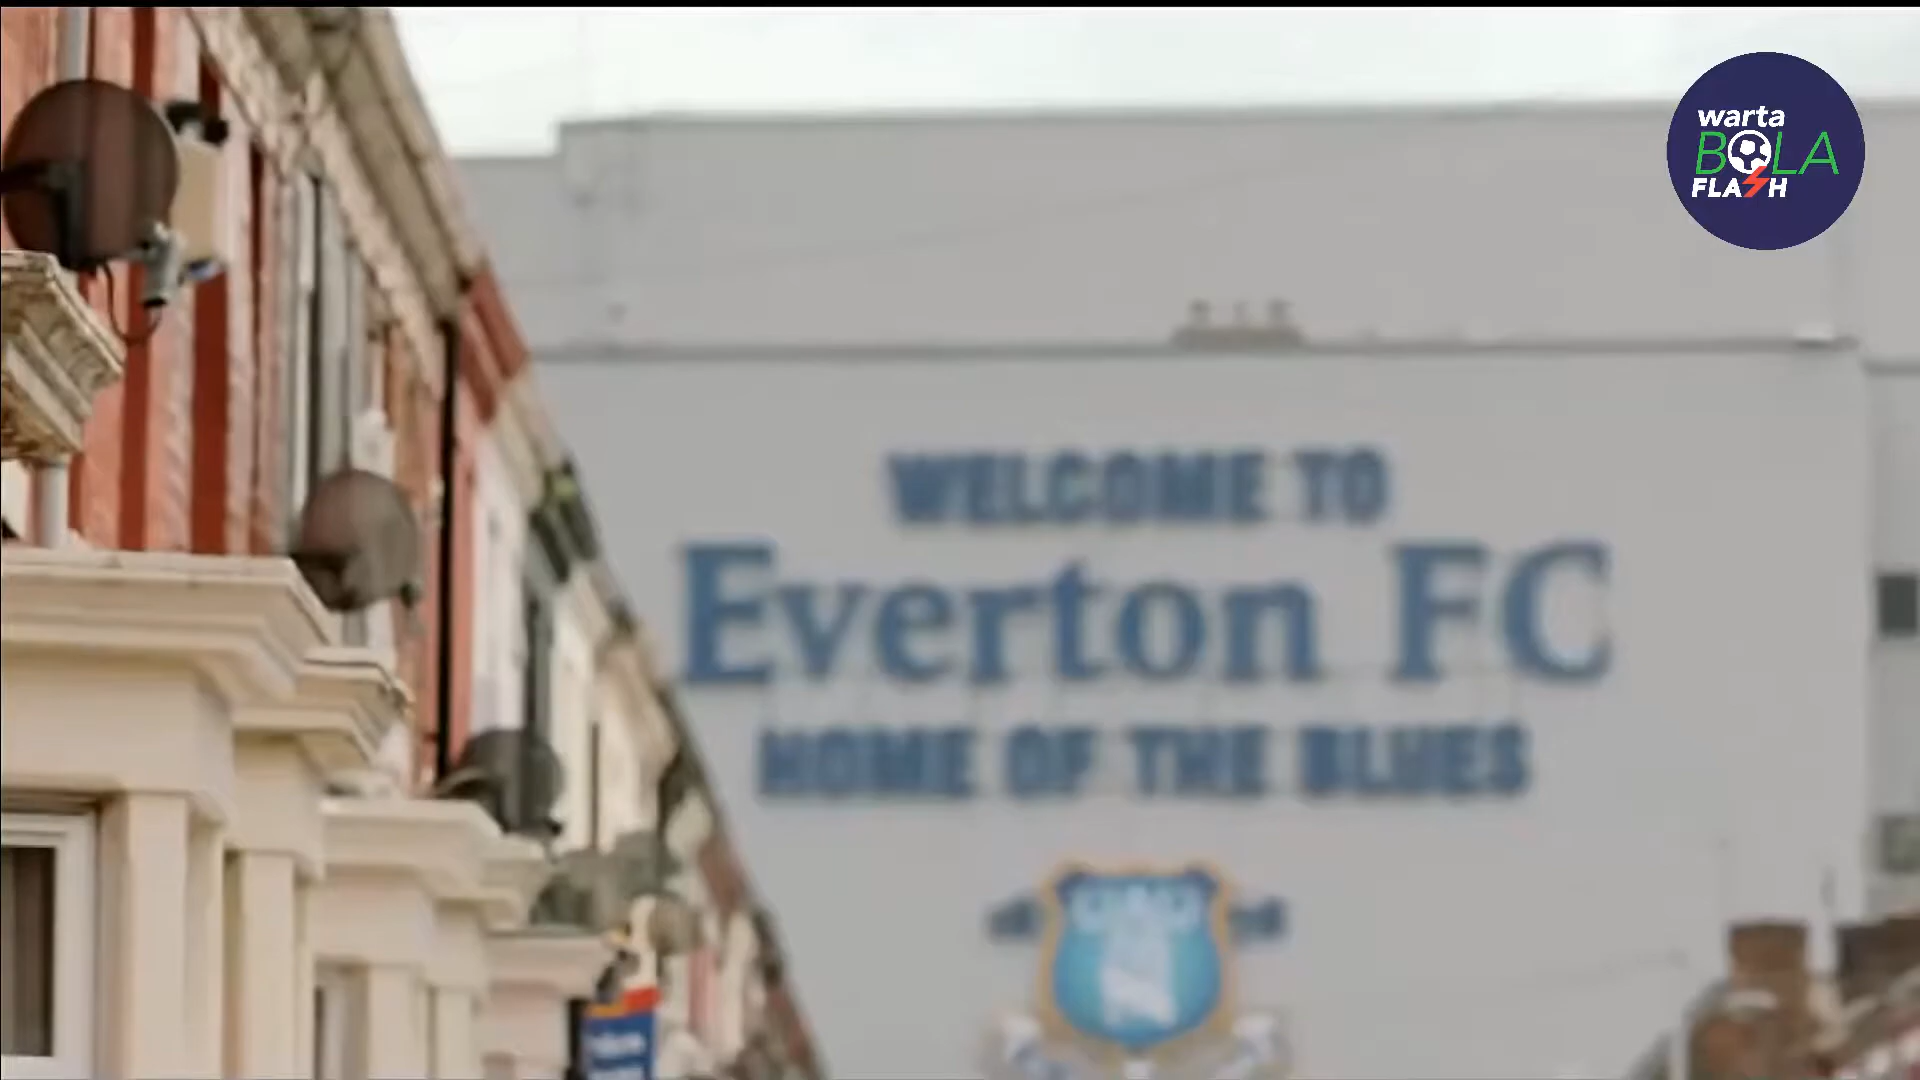 warta
BOLA
FLASH
WELCOME TO
Everton FC
HOME OF THE BLUES